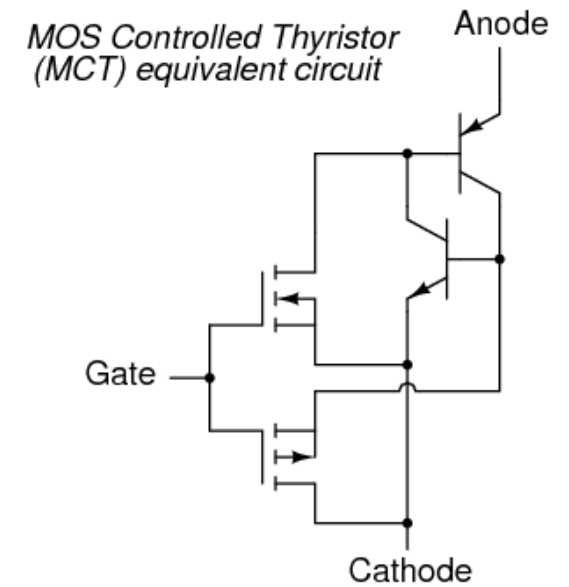 MOS Controlled Thyristor
(MCT) equivalent circuit
Anode
Gate
Cathode